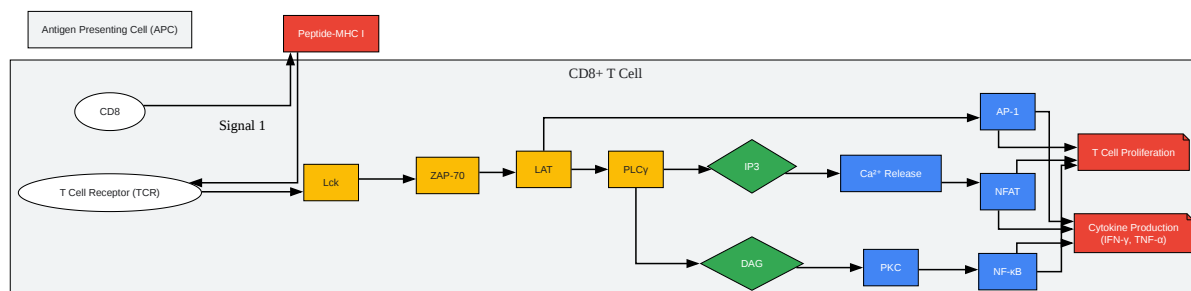 Antigen Presenting Cell (APC)
Peptide-MHC I
CD8+ T Cell
CD8
Signal 1
T Cell Receptor (TCR)
Lck
ZAP-70
LAT
PLCγ
IP3
DAG
Ca²⁺ Release
PKC
AP-1
NFAT
NF-κB
T Cell Proliferation
Cytokine Production
(IFN-γ, TNF-α)